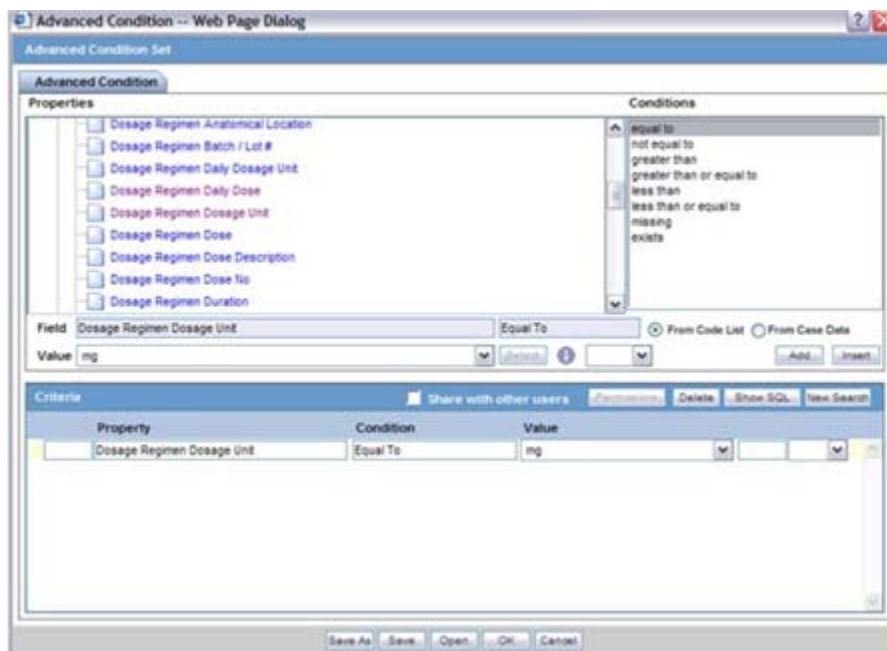 Advanced Condition -- Web Page Dialog
Advanced Condition Set
Advanced Condition
Properties
Conditions
Dosage Regimen Anatomical Location
Dosage Regimen Batch / Lot #
Dosage Regimen Daily Dosage Unit
Dosage Regimen Daily Dose
Dosage Regimen Dosage Unit
Dosage Regimen Dose
Dosage Regimen Dose Description
Dosage Regimen Dose No
Dosage Regimen Duration
equal to
not equal to
greater than
greater than or equal to
less than
less than or equal to
missing
exists
Field Dosage Regimen Dosage Unit Equal To From Code List From Case Data
Value mg Select Add Insert
Criteria Share with other users Permissions Delete Show SQL New Search
Property Condition Value
Dosage Regimen Dosage Unit Equal To mg
Save As Save Open OK Cancel